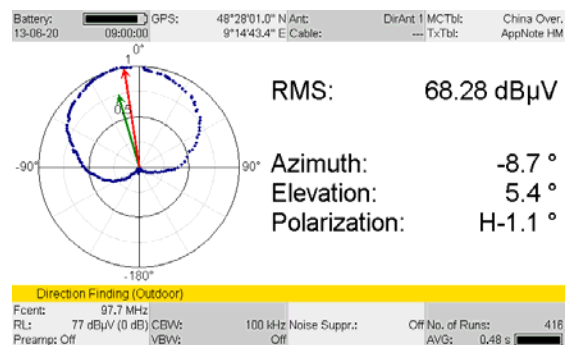 Battery: GPS: 48°28'01.0" N Ant: DirAnt 1 MCTbl: China Over.
13-06-20 09:00:00 9°14'43.4" E Cable: --- TxTbl: AppNote HM
0°
1
0.5
-90°
90°
-180°
RMS: 68.28 dBµV
Azimuth: -8.7 °
Elevation: 5.4 °
Polarization: H-1.1 °
Direction Finding (Outdoor)
Fcent: 97.7 MHz
RL: 77 dBµV (0 dB) CBW: 100 kHz Noise Suppr.: Off No. of Runs: 416
Preamp: Off VBW: Off AVG: 0.48 s